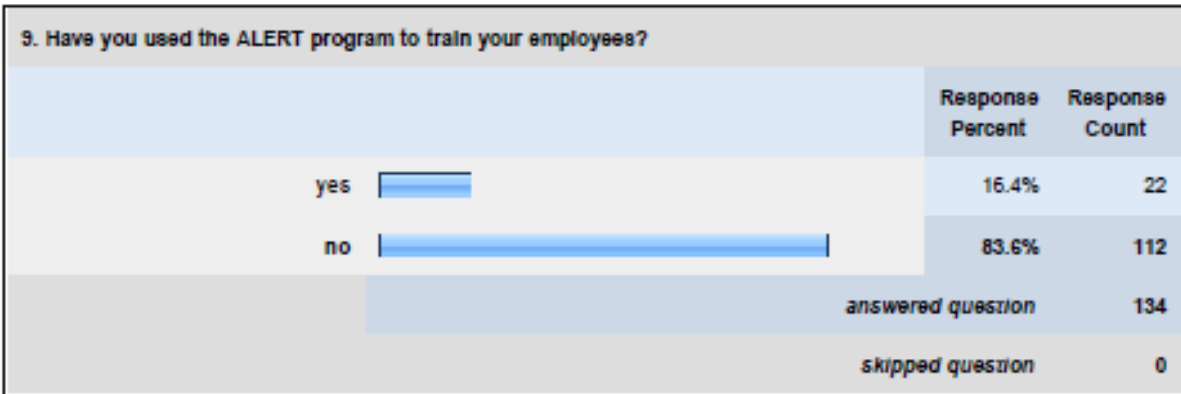 9. Have you used the ALERT program to train your employees?
Response Percent Response Count
yes 16.4% 22
no 83.6% 112
answered question 134
skipped question 0